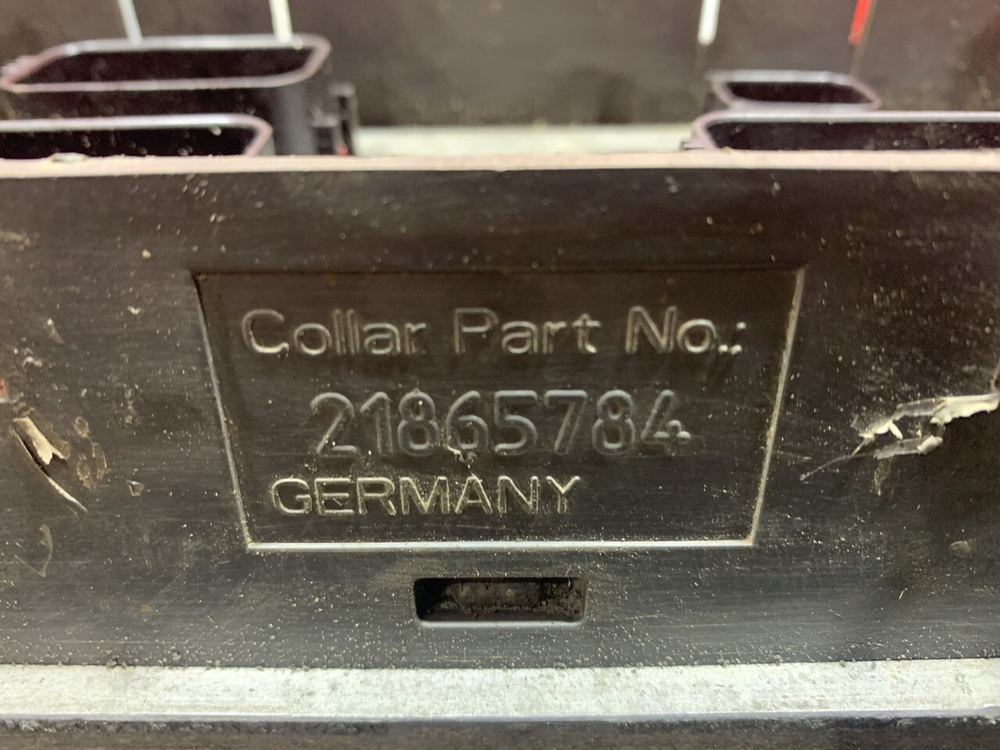 Collar Part No.:
21865784
GERMANY